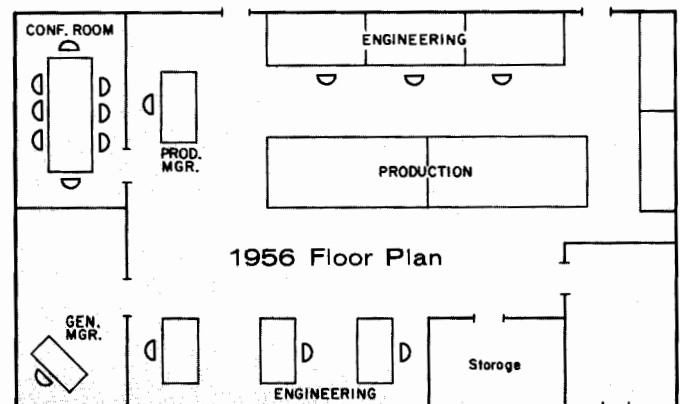 CONF. ROOM
ENGINEERING
PROD.
MGR.
PRODUCTION
1956 Floor Plan
GEN.
MGR.
Storage
ENGINEERING